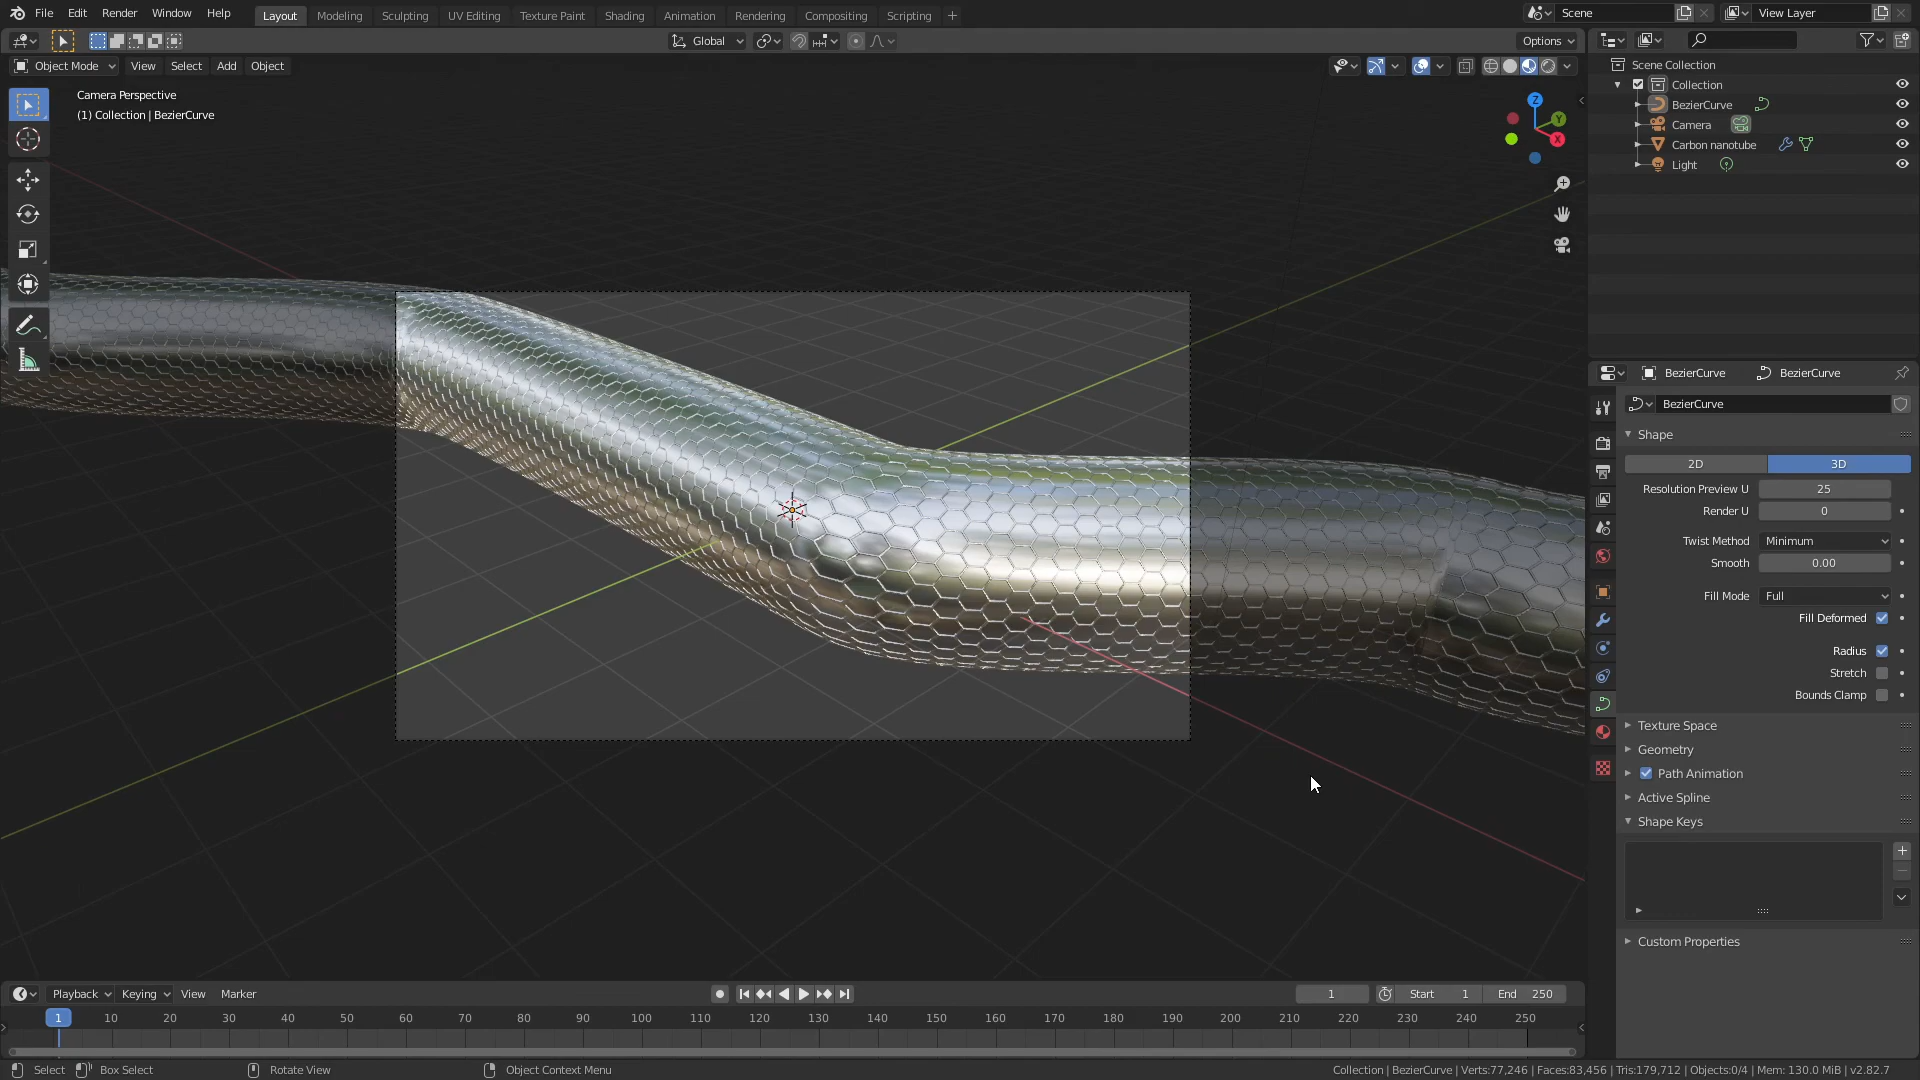 File Edit Render Window Help Layout Modeling Sculpting UV Editing Texture Paint Shading Animation Rendering Compositing Scripting + Scene View Layer
Global Options
Object Mode View Select Add Object
Camera Perspective
(1) Collection | BezierCurve
Z
Y
X
Scene Collection
Collection
BezierCurve
Camera
Carbon nanotube
Light
BezierCurve BezierCurve
BezierCurve
Shape
2D 3D
Resolution Preview U 25
Render U 0
Twist Method Minimum
Smooth 0.00
Fill Mode Full
Fill Deformed
Radius
Stretch
Bounds Clamp
Texture Space
Geometry
Path Animation
Active Spline
Shape Keys
Custom Properties
Playback Keying View Marker 1 Start 1 End 250
1 10 20 30 40 50 60 70 80 90 100 110 120 130 140 150 160 170 180 190 200 210 220 230 240 250
Select Box Select Rotate View Object Context Menu Collection | BezierCurve | Verts:77,246 | Faces:83,456 | Tris:179,712 | Objects:0/4 | Mem: 130.0 MiB | v2.82.7